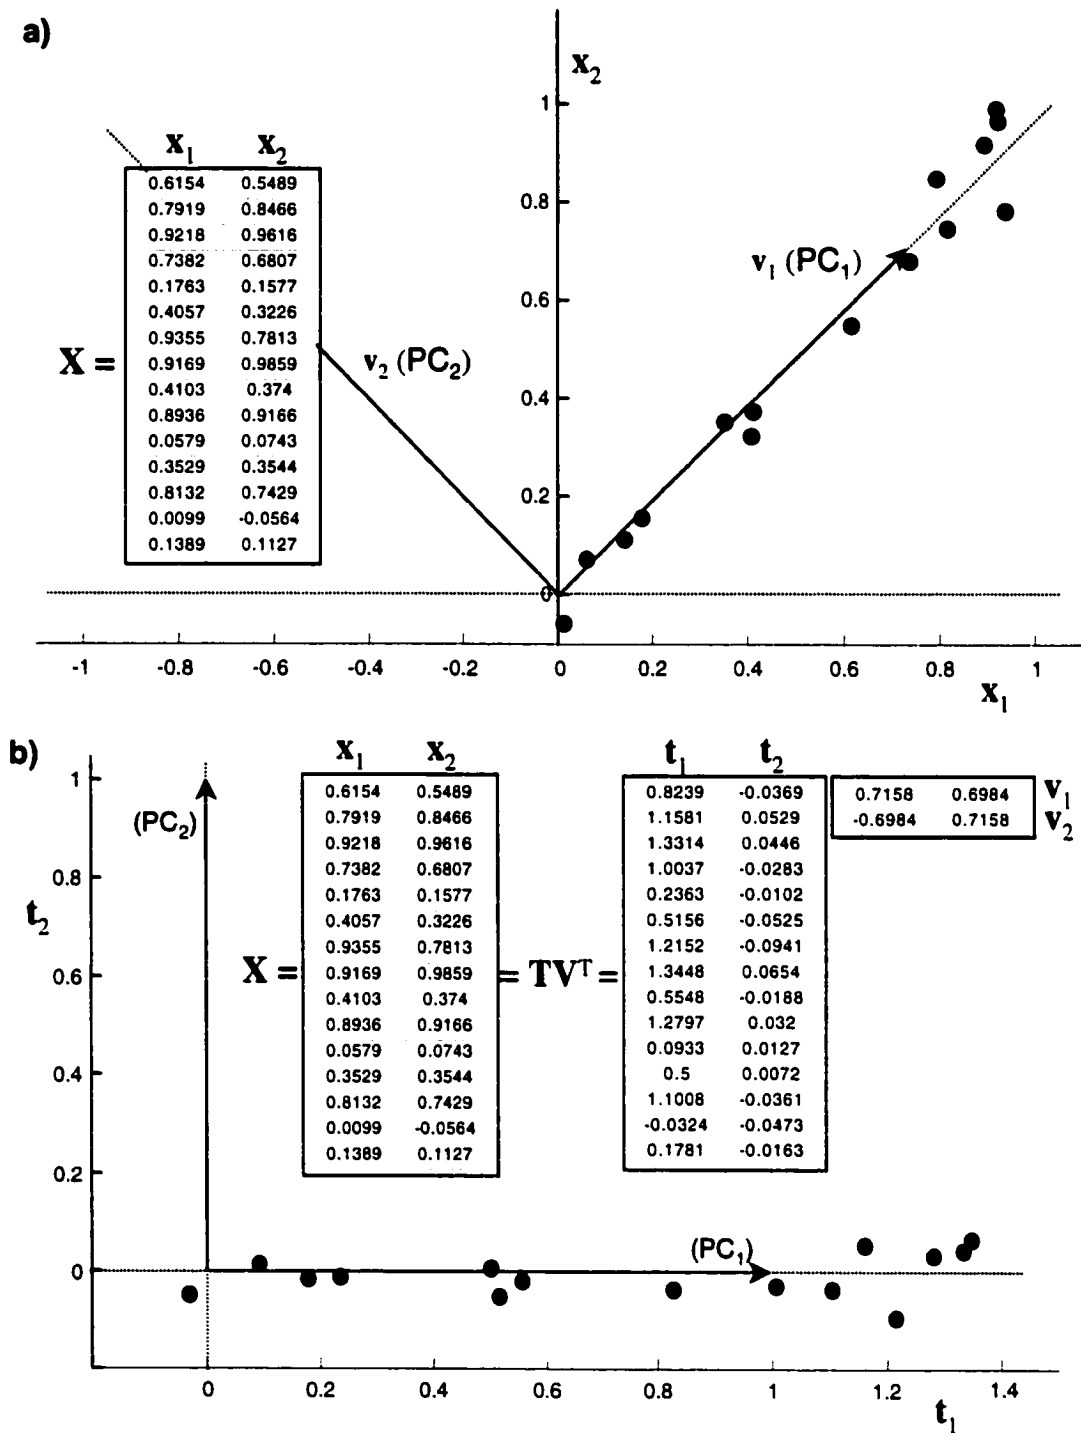 a)
x₂
1
0.8
0.6
0.4
0.2
0
x₁ x₂
0.6154 0.5489
0.7919 0.8466
0.9218 0.9616
0.7382 0.6807
0.1763 0.1577
0.4057 0.3226
0.9355 0.7813
0.9169 0.9859
0.4103 0.374
0.8936 0.9166
0.0579 0.0743
0.3529 0.3544
0.8132 0.7429
0.0099 -0.0564
0.1389 0.1127
X =
v₂ (PC₂)
v₁ (PC₁)
-1 -0.8 -0.6 -0.4 -0.2 0 0.2 0.4 0.6 0.8 1
x₁
b)
1
0.8
0.6
0.4
0.2
0
t₂
(PC₂)
x₁ x₂
0.6154 0.5489
0.7919 0.8466
0.9218 0.9616
0.7382 0.6807
0.1763 0.1577
0.4057 0.3226
0.9355 0.7813
0.9169 0.9859
0.4103 0.374
0.8936 0.9166
0.0579 0.0743
0.3529 0.3544
0.8132 0.7429
0.0099 -0.0564
0.1389 0.1127
X =
= TVᵀ =
t₁ t₂
0.8239 -0.0369
1.1581 0.0529
1.3314 0.0446
1.0037 -0.0283
0.2363 -0.0102
0.5156 -0.0525
1.2152 -0.0941
1.3448 0.0654
0.5548 -0.0188
1.2797 0.032
0.0933 0.0127
0.5 0.0072
1.1008 -0.0361
-0.0324 -0.0473
0.1781 -0.0163
0.7158 0.6984 v₁
-0.6984 0.7158 v₂
(PC₁)
0 0.2 0.4 0.6 0.8 1 1.2 1.4
t₁